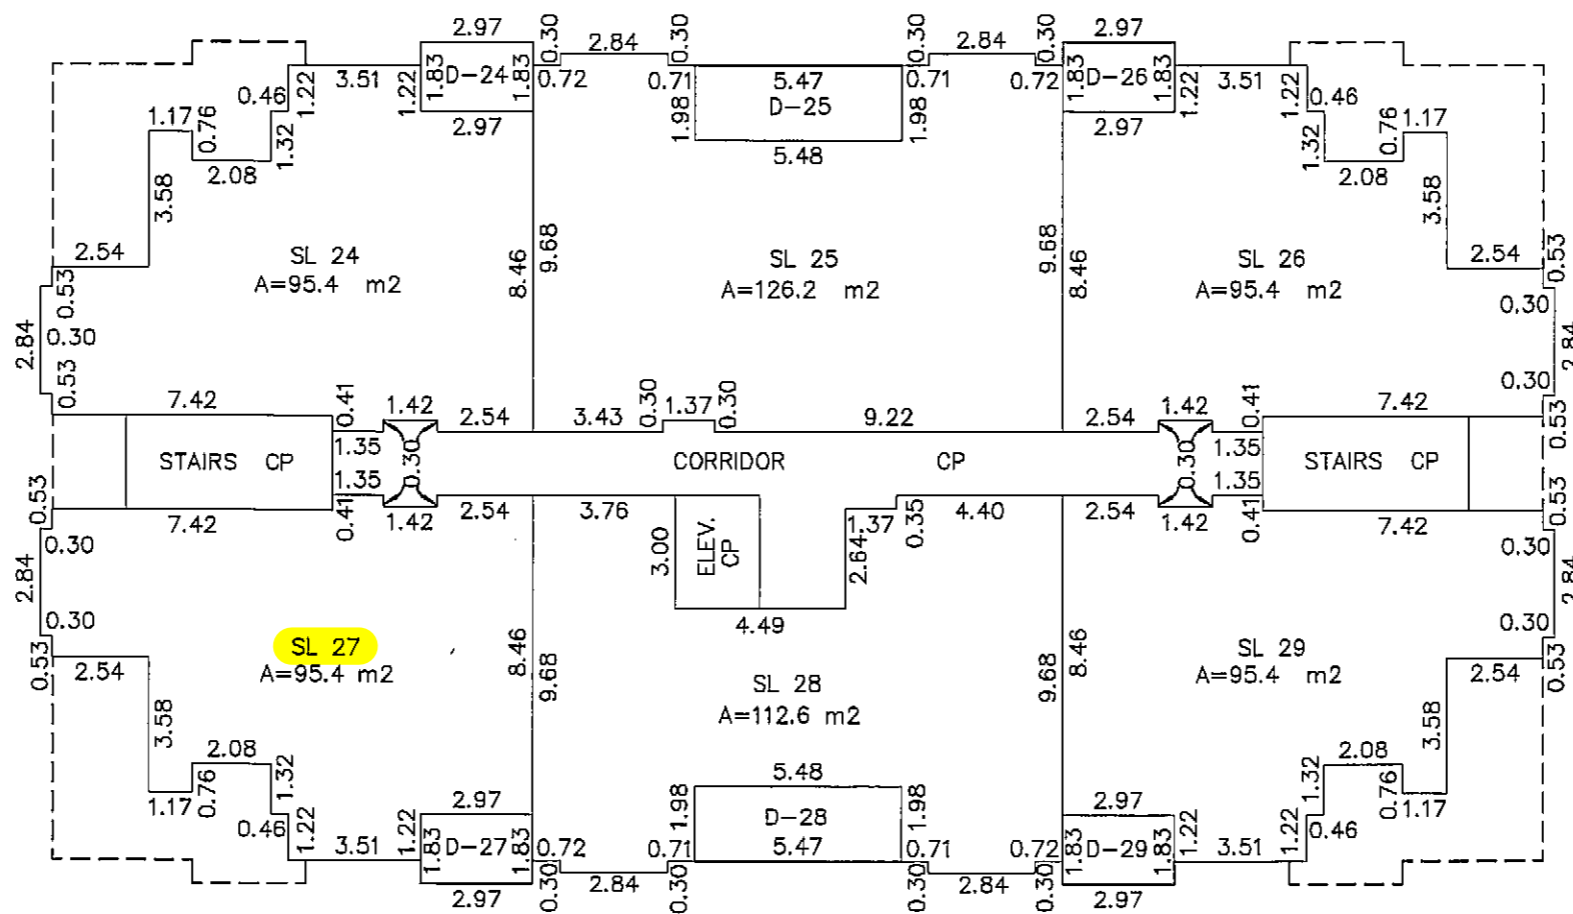 2.97 0.30 2.84 0.30 0.30 2.84 0.30 2.97
3.51 1.22 1.83 D-24 1.83 0.72 0.71 5.47 0.71 0.72 1.83 D-26 1.83 1.22 3.51
0.46 1.22 2.97 1.98 D-25 1.98 2.97 1.22 0.46
1.17 0.76 1.32 5.48 1.32 0.76 1.17
2.08 2.08
3.58 3.58
2.54 SL 24 8.46 9.68 SL 25 9.68 8.46 SL 26 2.54
A=95.4 m2 A=126.2 m2 A=95.4 m2
0.53 0.53
2.84 0.30 0.30 2.84
0.53 0.30
7.42 0.41 1.42 2.54 3.43 0.30 1.37 0.30 9.22 2.54 1.42 0.41 7.42 0.53
1.35 1.35
STAIRS CP 0.30 CORRIDOR CP 0.30 STAIRS CP
1.35 1.35
0.53 7.42 0.41 1.42 2.54 3.76 1.37 0.35 4.40 2.54 1.42 0.41 7.42 0.53
0.30 3.00 ELEV. CP 2.64 0.30
2.84 2.84
0.30 4.49 0.30
0.53 2.54 SL 27 8.46 9.68 9.68 8.46 SL 29 2.54 0.53
A=95.4 m2 A=95.4 m2
SL 28
A=112.6 m2
3.58 3.58
2.08 5.48 2.08
1.17 0.76 1.32 2.97 1.98 D-28 1.98 2.97 1.32 0.76 1.17
0.46 1.22 1.22 1.22 1.22 0.46
3.51 1.83 D-27 1.83 0.72 0.71 5.47 0.71 0.72 1.83 D-29 1.83 3.51
2.97 0.30 2.84 0.30 0.30 2.84 0.30 2.97